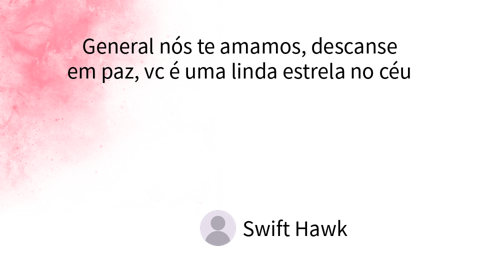 General nós te amamos, descanse
em paz, vc é uma linda estrela no céu
Swift Hawk